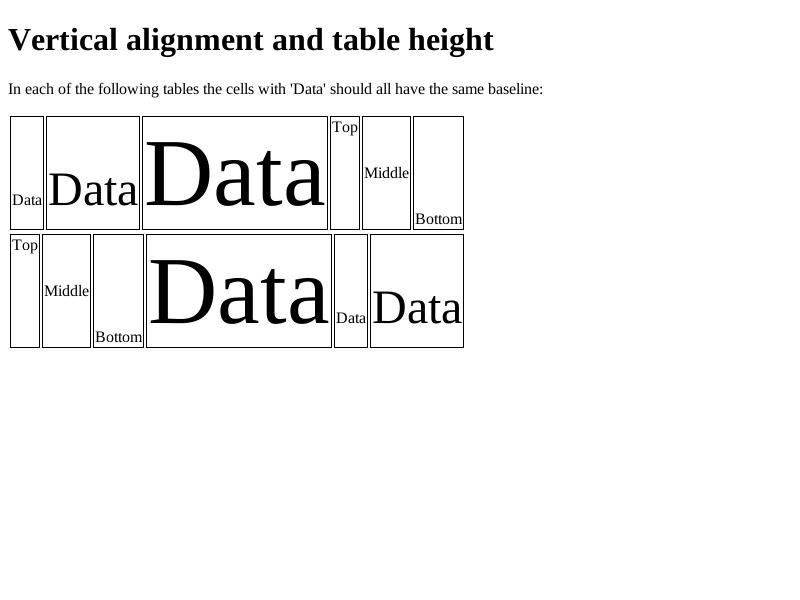 Vertical alignment and table height
In each of the following tables the cells with 'Data' should all have the same baseline:
Data Data Data Top Middle Bottom
Top Middle Bottom Data Data Data